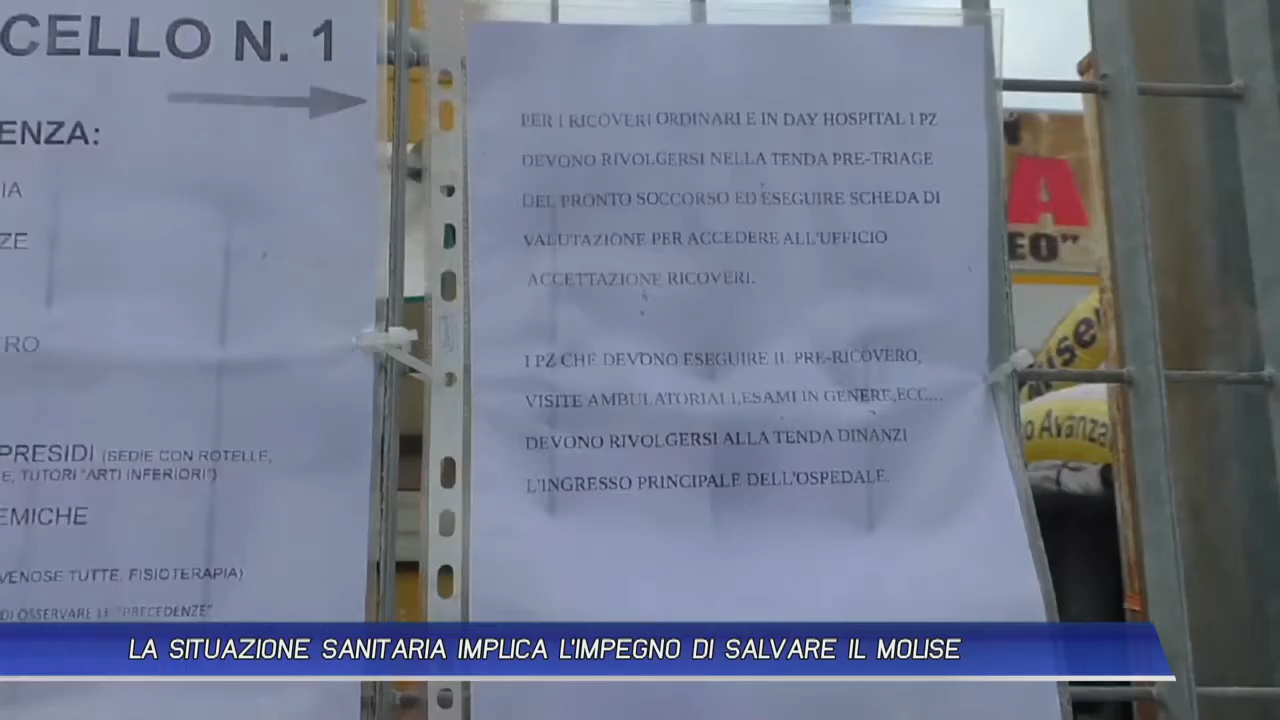 CELLO N. 1
ENZA:
IA
ZE
TRO
PRESIDI (SEDIE CON ROTELLE,
E, TUTORI "ARTI INFERIORI")
EMICHE
VENOSE TUTTE, FISIOTERAPIA)
DI OSSERVARE LE "PRECEDENZE"
PER I RICOVERI ORDINARI E IN DAY HOSPITAL I PZ
DEVONO RIVOLGERSI NELLA TENDA PRE-TRIAGE
DEL PRONTO SOCCORSO ED ESEGUIRE SCHEDA DI
VALUTAZIONE PER ACCEDERE ALL'UFFICIO
ACCETTAZIONE RICOVERI.
I PZ CHE DEVONO ESEGUIRE IL PRE-RICOVERO,
VISITE AMBULATORIALI,ESAMI IN GENERE,ECC...
DEVONO RIVOLGERSI ALLA TENDA DINANZI
L'INGRESSO PRINCIPALE DELL'OSPEDALE.
A
EO"
o Avanza
LA SITUAZIONE SANITARIA IMPLICA L'IMPEGNO DI SALVARE IL MOLISE